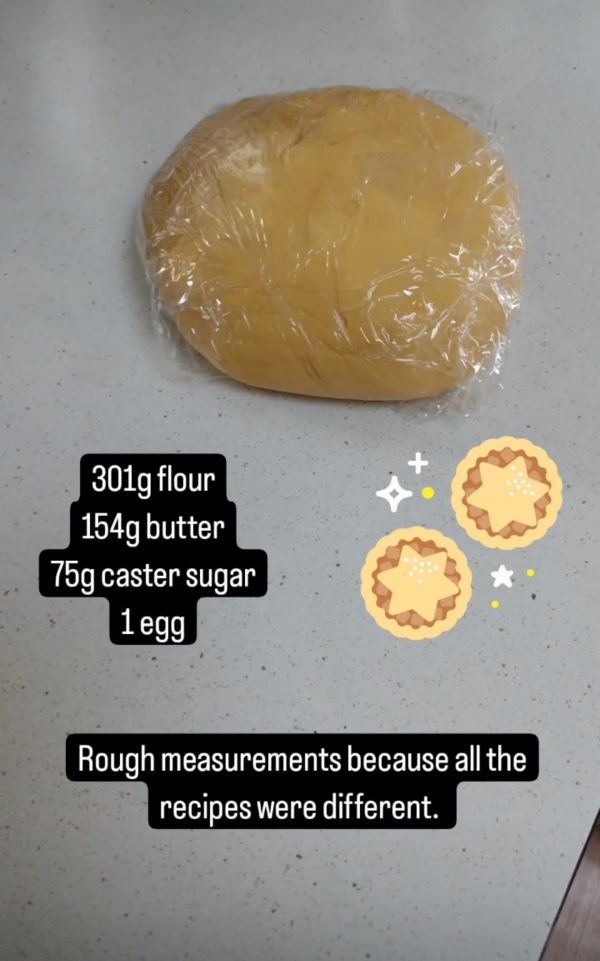 301g flour
154g butter
75g caster sugar
1 egg
Rough measurements because all the
recipes were different.